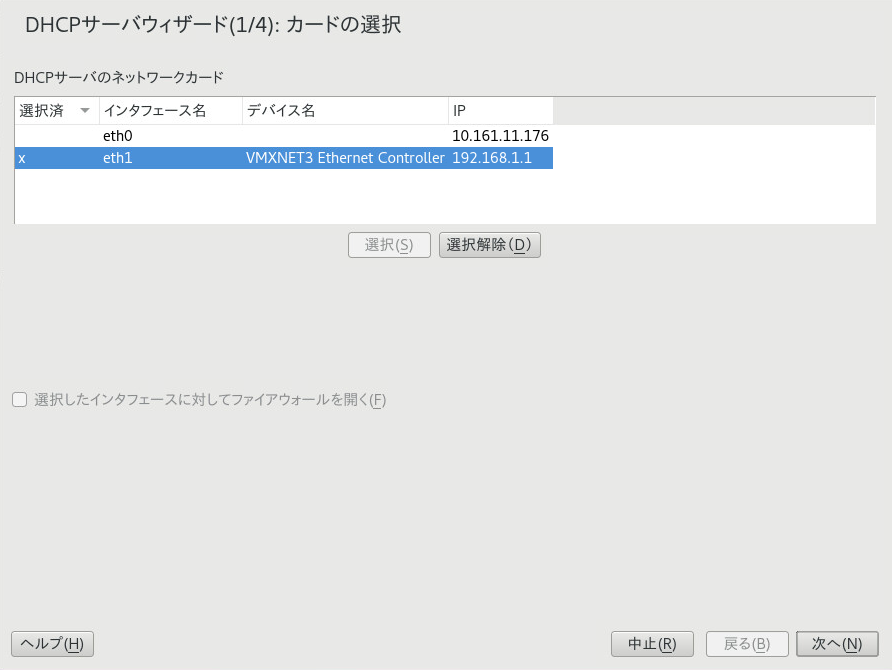 DHCPサーバウィザード(1/4): カードの選択
DHCPサーバのネットワークカード
選択済 インタフェース名 デバイス名 IP
eth0 10.161.11.176
x eth1 VMXNET3 Ethernet Controller 192.168.1.1
選択(S) 選択解除(D)
選択したインタフェースに対してファイアウォールを開く(F)
ヘルプ(H) 中止(R) 戻る(B) 次へ(N)